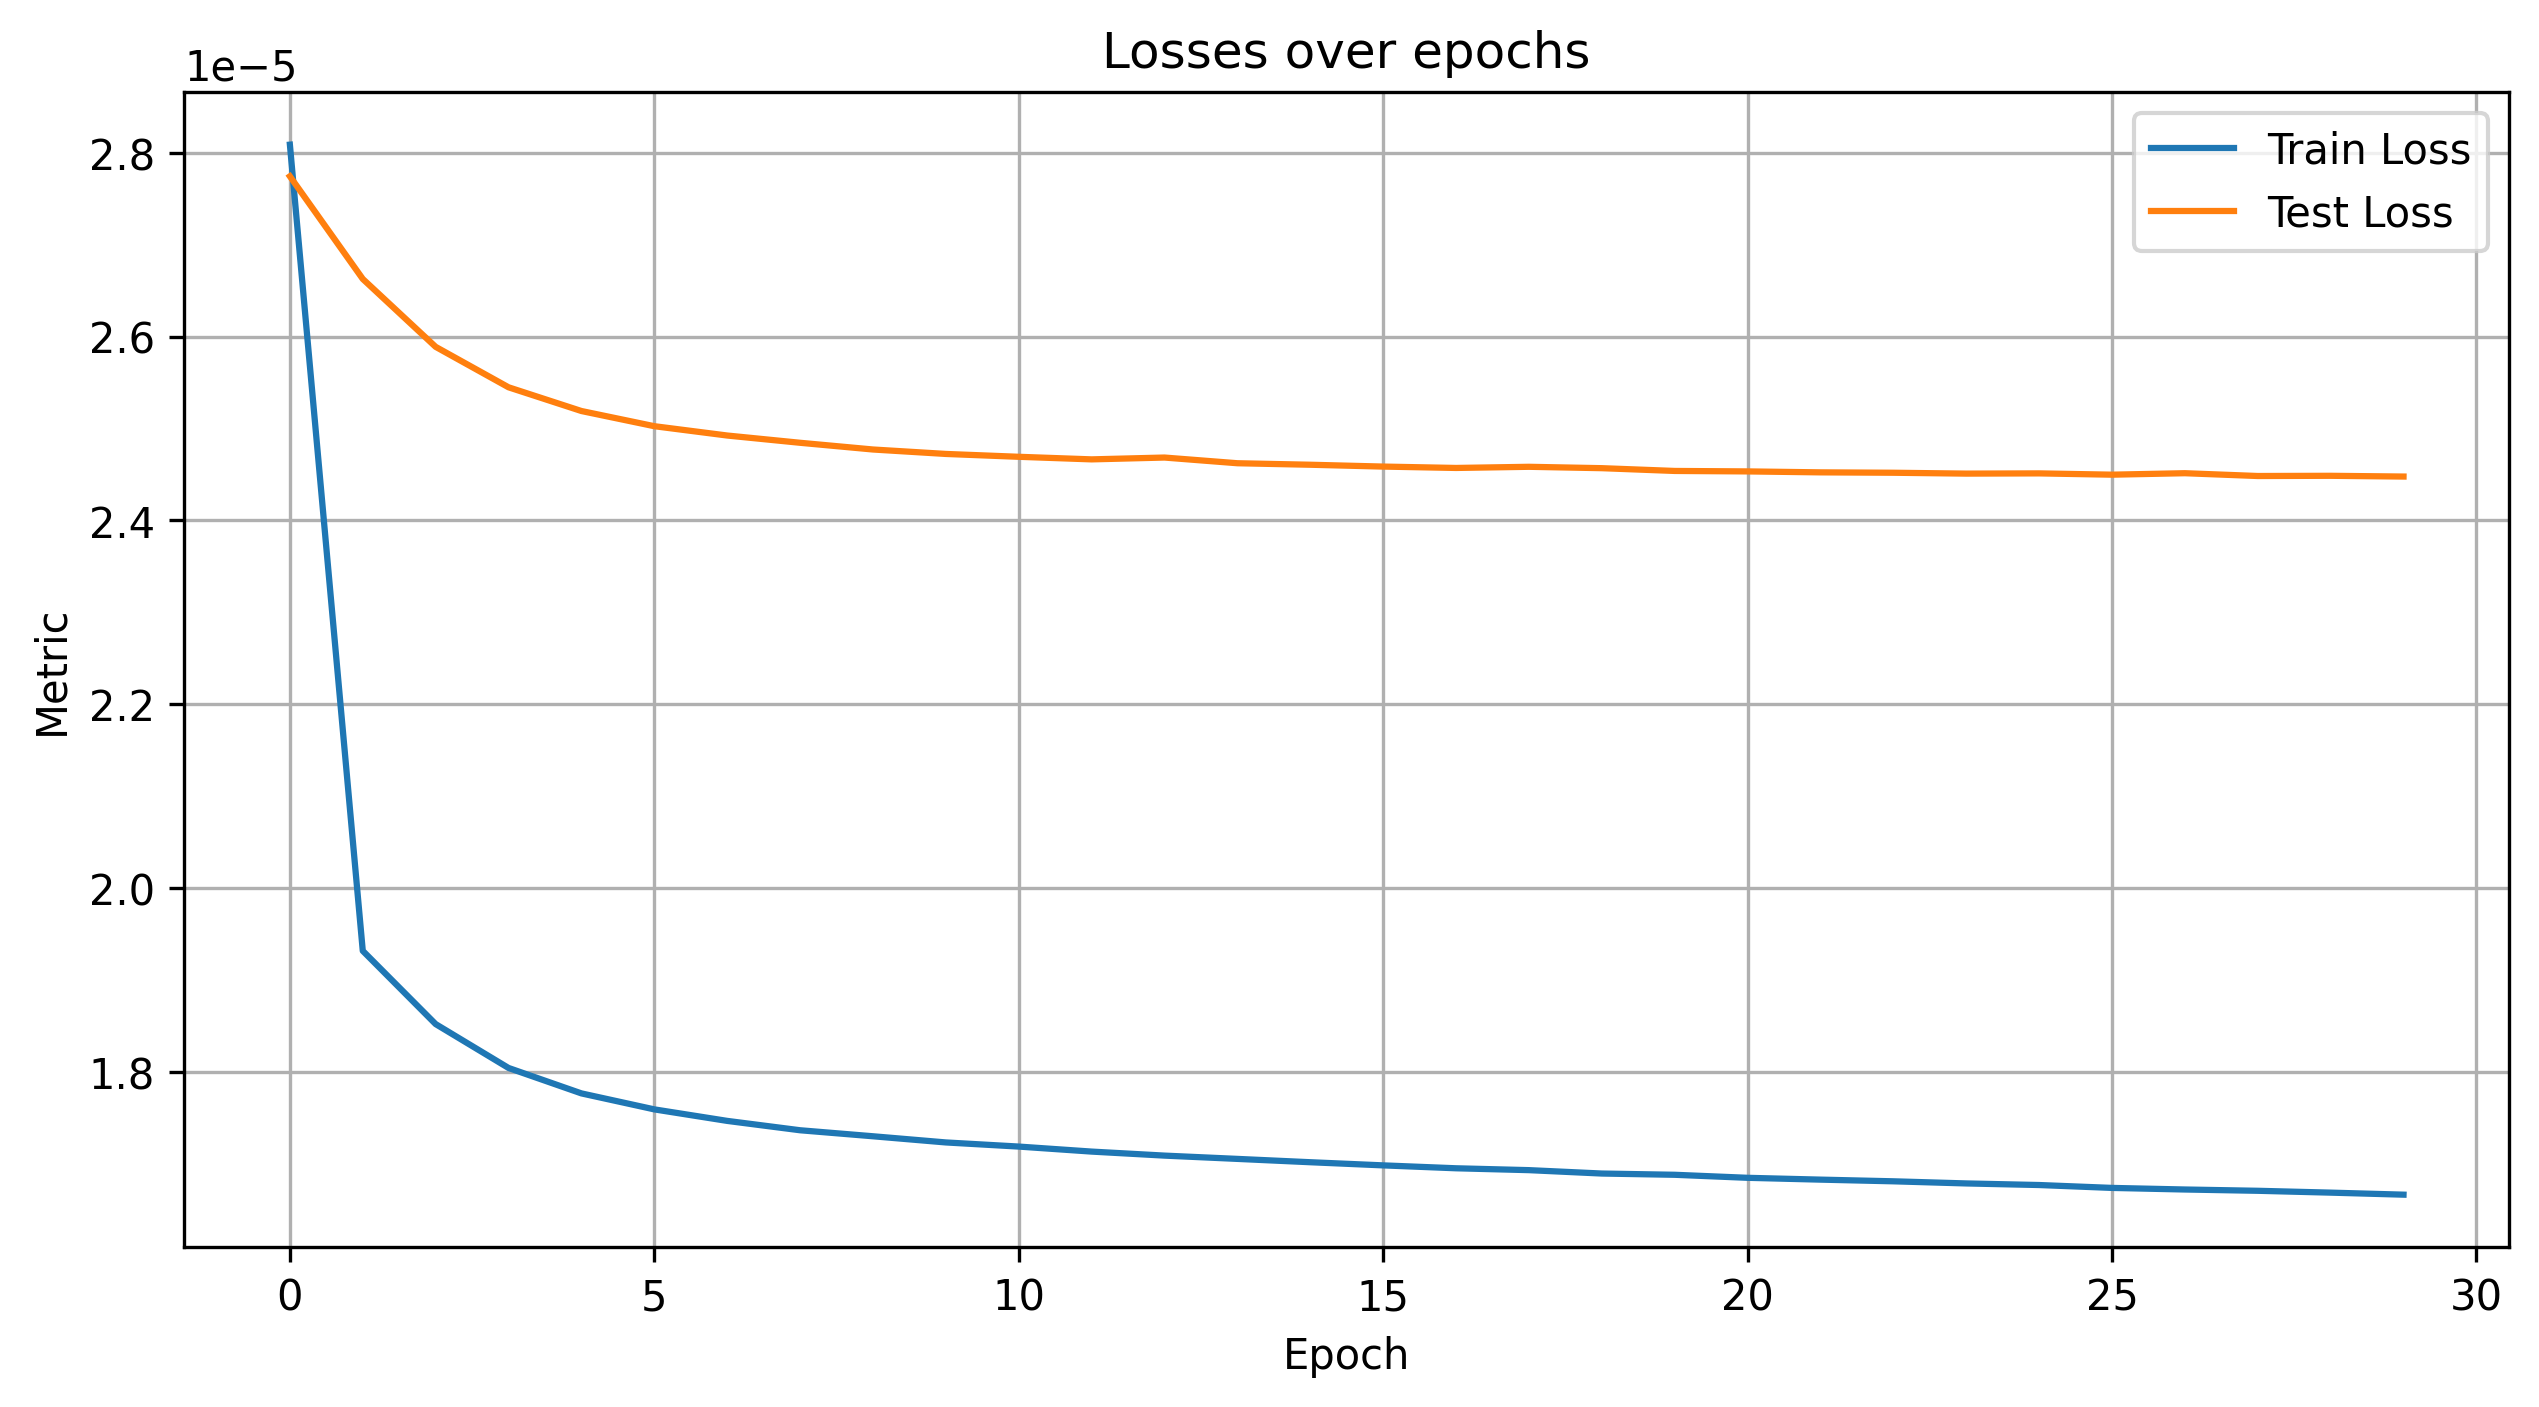 Losses over epochs
1e−5
Train Loss
Test Loss
2.8
2.6
2.4
2.2
2.0
1.8
Metric
0 5 10 15 20 25 30
Epoch